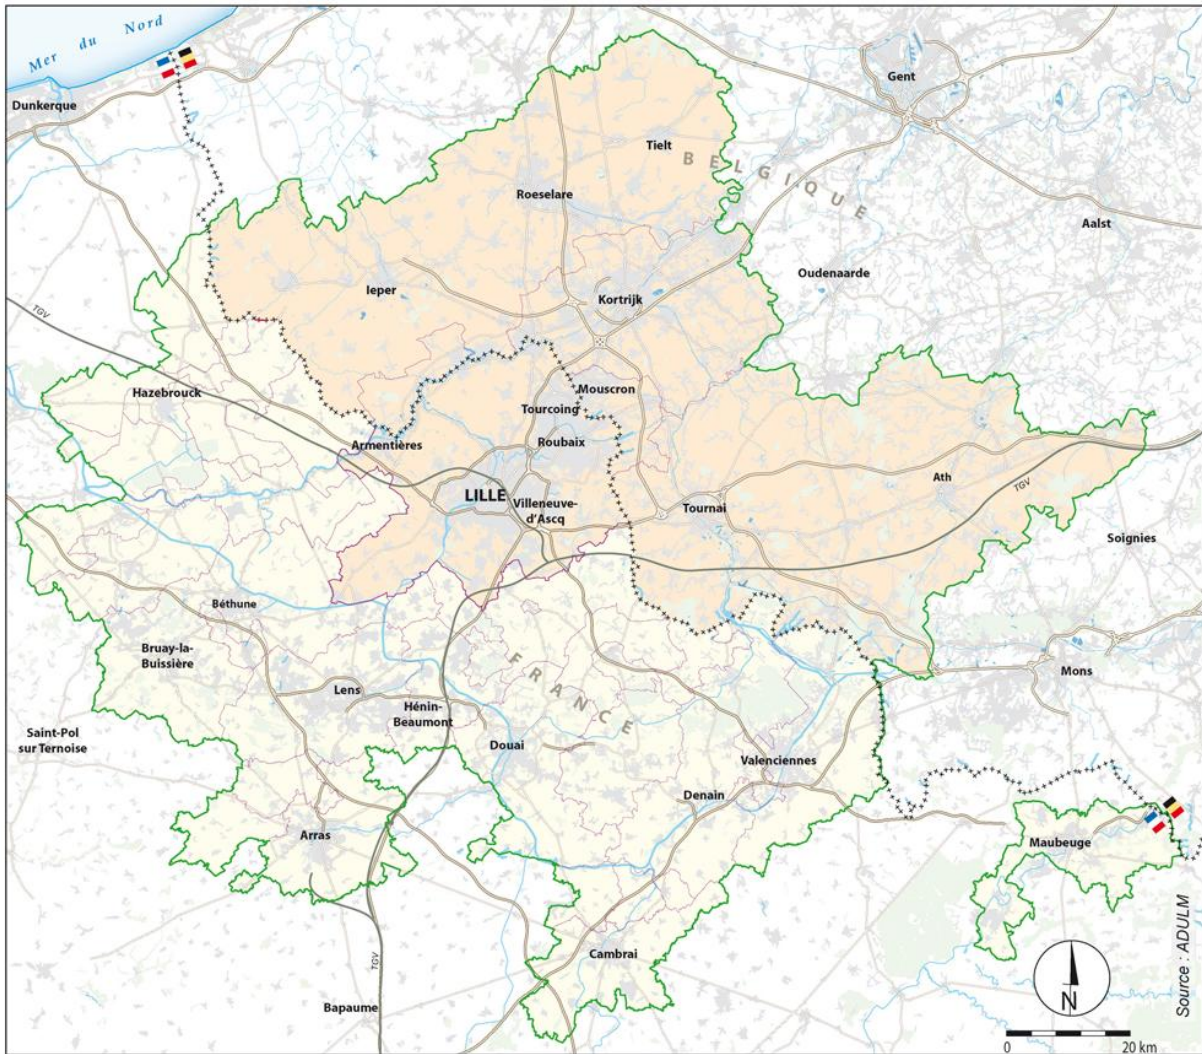 Mer du Nord
Dunkerque
Gent
Tielt
BELGIQUE
Roeselare
Aalst
Oudenaarde
Ieper
Kortrijk
TGV
Hazebrouck
Mouscron
Tourcoing
Armentières
Roubaix
LILLE
Villeneuve-
d'Ascq
Tournai
Ath
TGV
Soignies
Béthune
Bruay-la-
Buissière
FRANCE
Mons
Lens
Hénin-
Beaumont
Saint-Pol
sur Ternoise
Douai
Valenciennes
Denain
Arras
Maubeuge
Cambrai
TGV
Bapaume
N
0 20 km
Source : ADULM